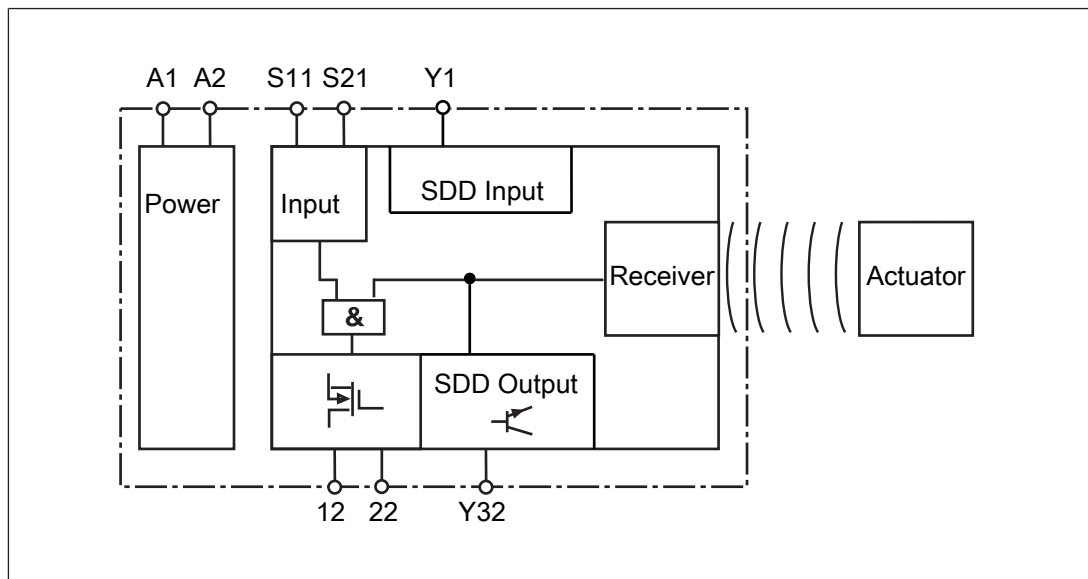 A1 A2 S11 S21 Y1
Power
Input
SDD Input
Receiver
Actuator
&
SDD Output
12 22 Y32